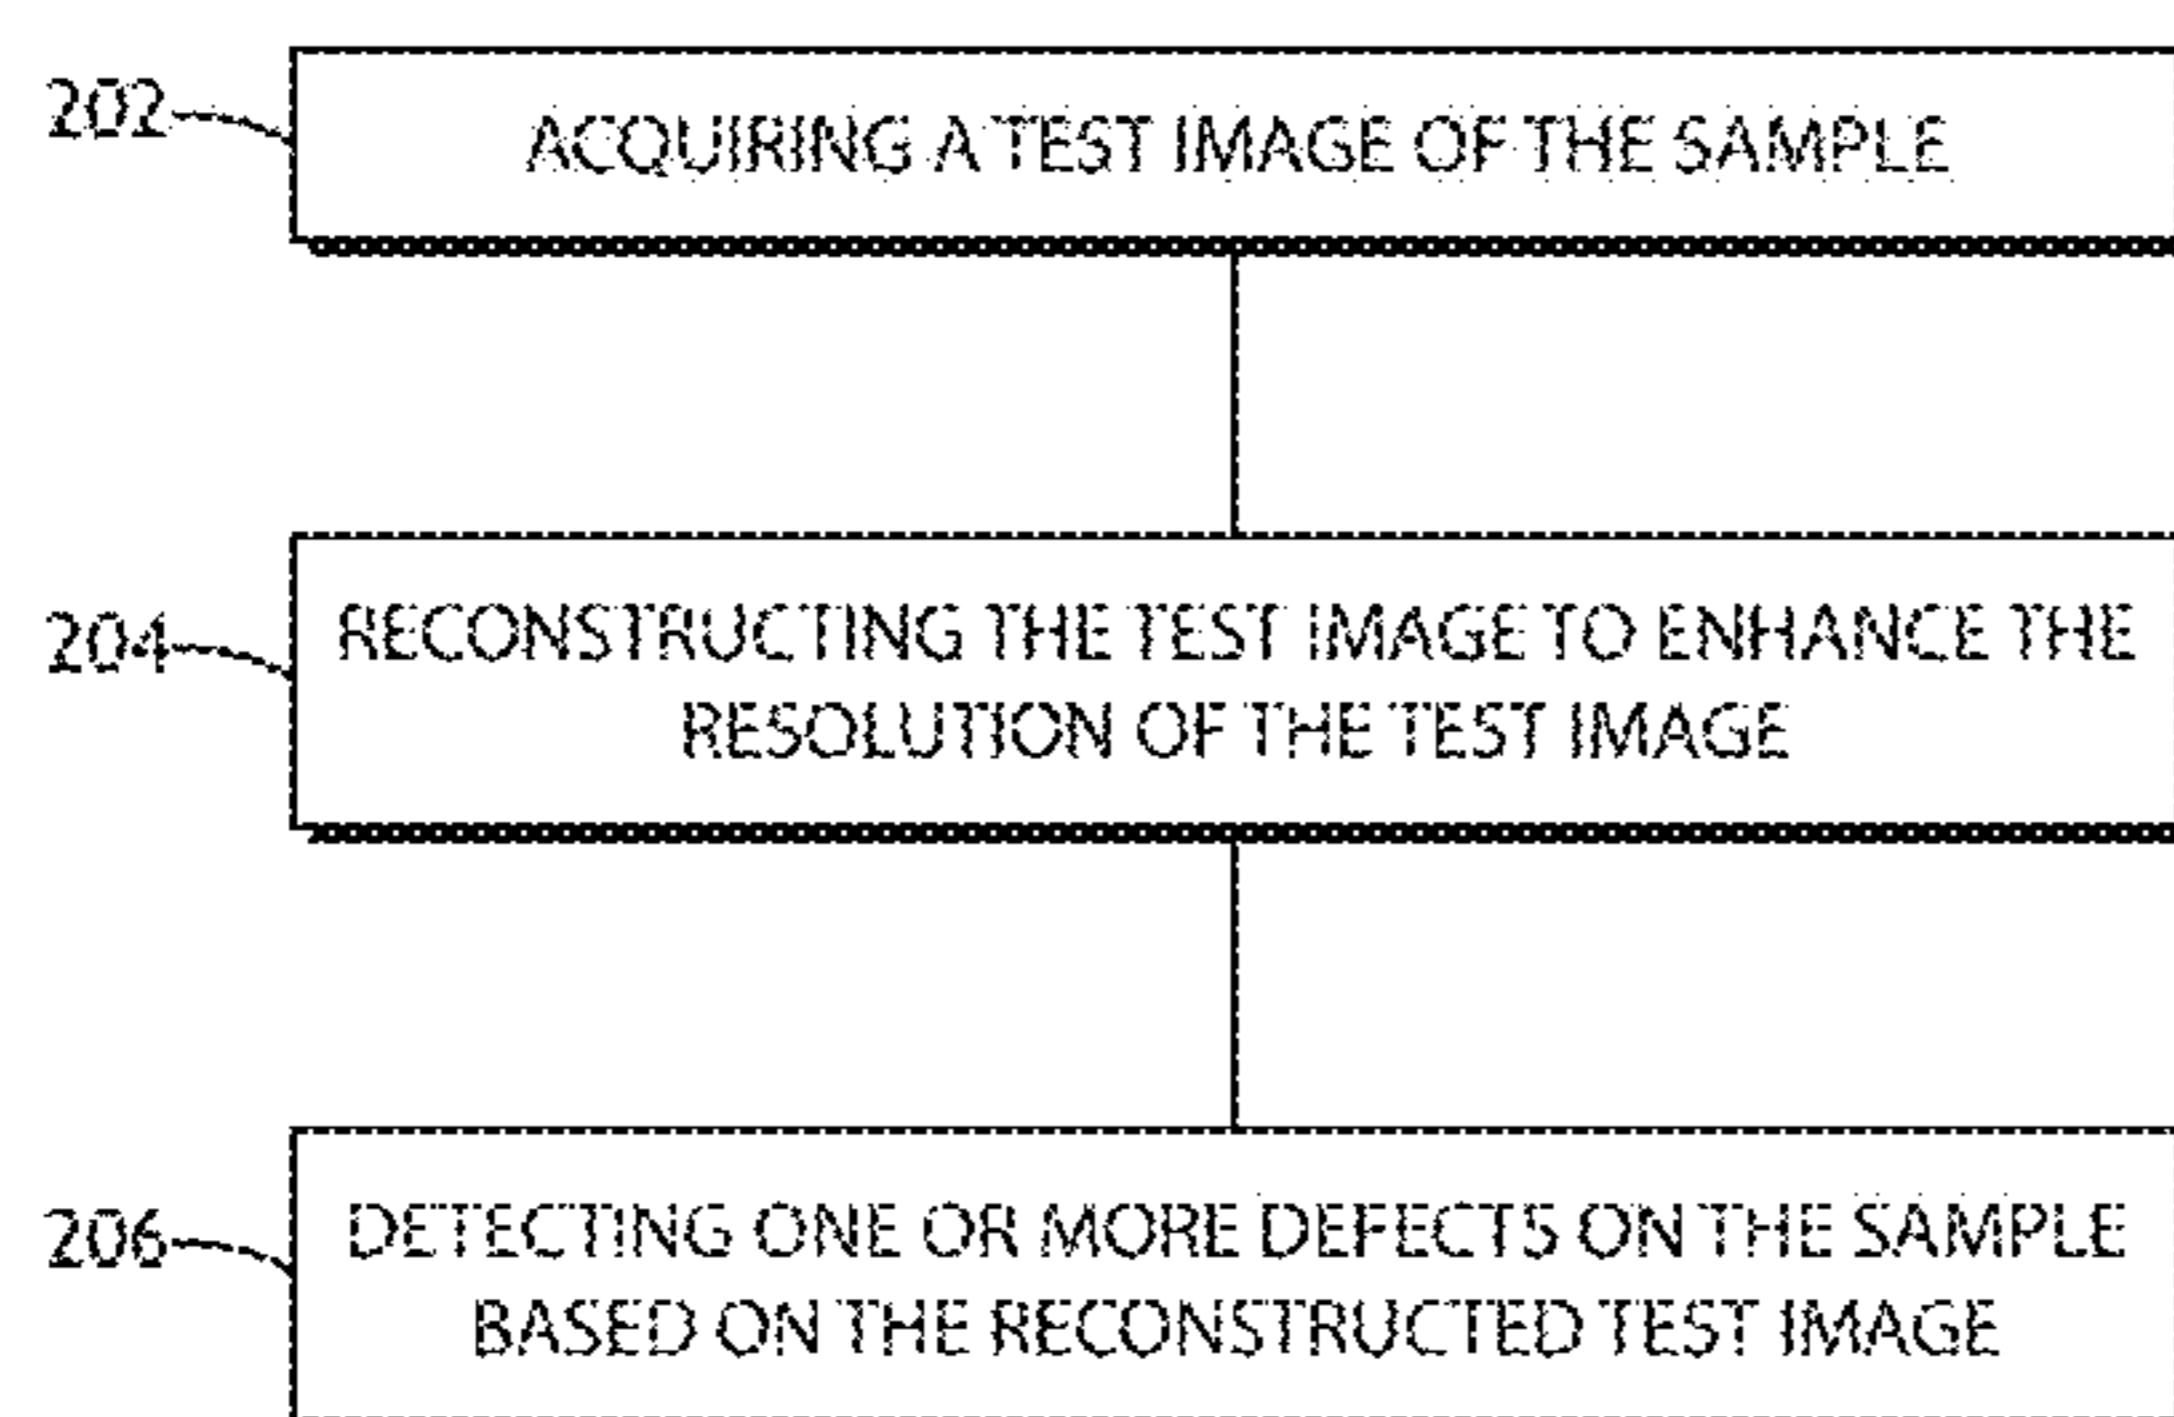 202
ACQUIRING A TEST IMAGE OF THE SAMPLE
204
RECONSTRUCTING THE TEST IMAGE TO ENHANCE THE
RESOLUTION OF THE TEST IMAGE
206
DETECTING ONE OR MORE DEFECTS ON THE SAMPLE
BASED ON THE RECONSTRUCTED TEST IMAGE